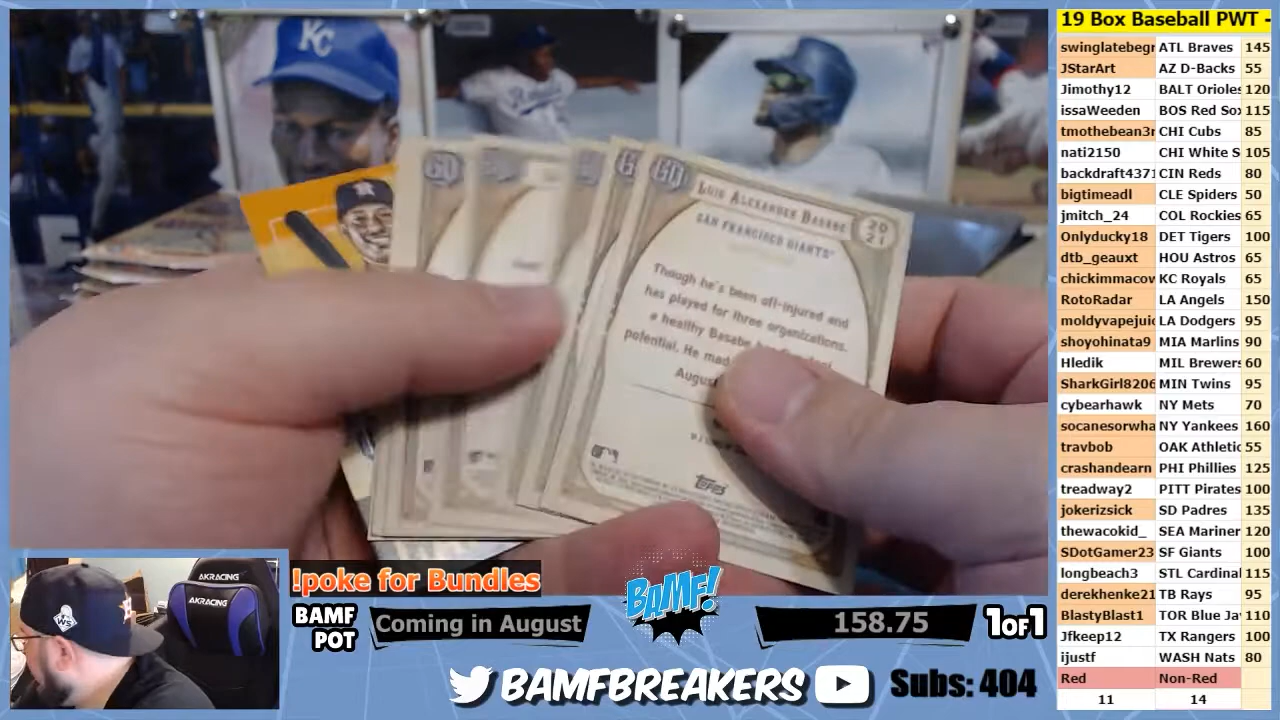 19 Box Baseball PWT -
swinglatebegr ATL Braves 145
JStarArt AZ D-Backs 55
Jimothy12 BALT Orioles 120
issaWeeden BOS Red Sox 115
tmothebean3r CHI Cubs 85
nati2150 CHI White S 105
backdraft4371 CIN Reds 80
bigtimeadl CLE Spiders 50
jmitch_24 COL Rockies 65
Onlyducky18 DET Tigers 100
dtb_geauxt HOU Astros 65
chickimmacov KC Royals 65
RotoRadar LA Angels 150
moldyvapejuic LA Dodgers 95
shoyohinata9 MIA Marlins 90
Hledik MIL Brewers 60
SharkGirl8206 MIN Twins 95
cybearhawk NY Mets 70
socanesorwha NY Yankees 160
travbob OAK Athletic 55
crashandearn PHI Phillies 125
treadway2 PITT Pirates 100
jokerizsick SD Padres 135
thewacokid_ SEA Mariner 120
SDotGamer23 SF Giants 100
longbeach3 STL Cardinal 115
derekhenke21 TB Rays 95
BlastyBlast1 TOR Blue Ja 110
Jfkeep12 TX Rangers 100
ijustf WASH Nats 80
Red Non-Red
11 14
KC
GQ
LUIS ALEXANDER BASABE
2021
SAN FRANCISCO GIANTS
Though he's been oft-injured and
has played for three organizations,
a healthy Basabe
potential. He mad
August
TOPPS
AKRACING
AKRACING
WS
!poke for Bundles
BAMF POT
Coming in August
BAMF!
158.75
1OF1
BAMFBREAKERS
Subs: 404